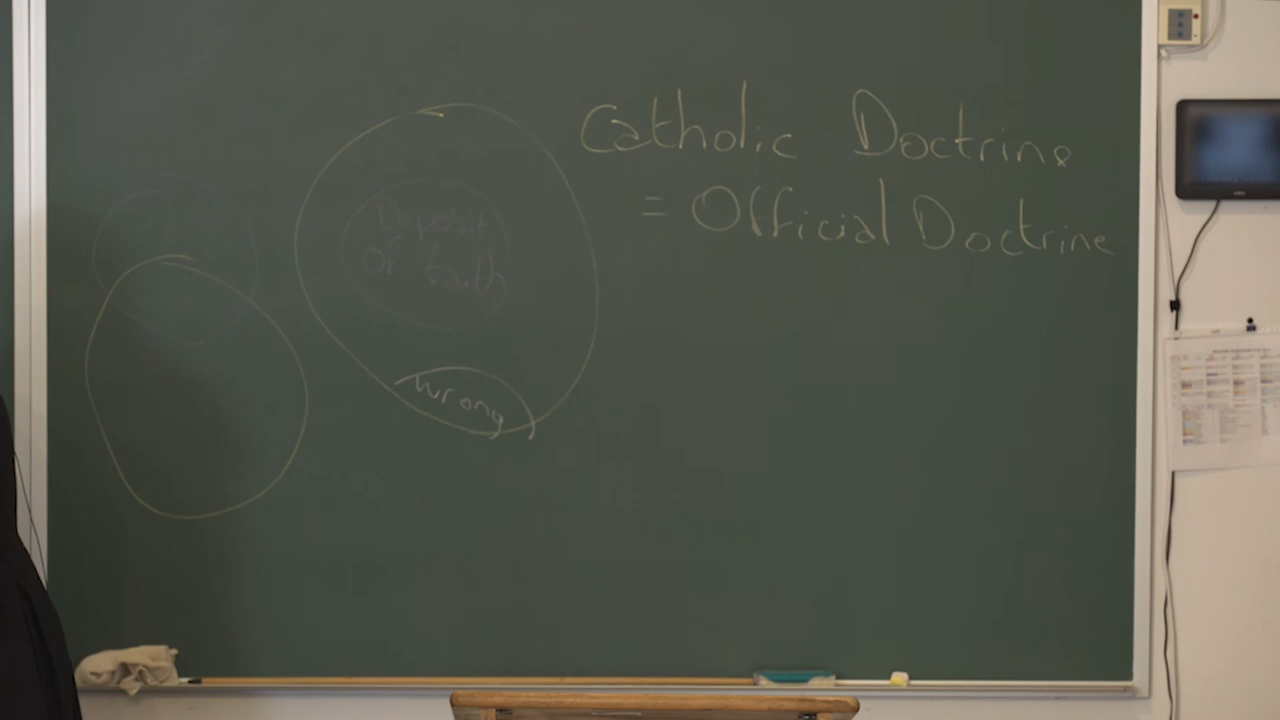 Catholic Doctrine
= Official Doctrine
Deposit
of faith
wrong